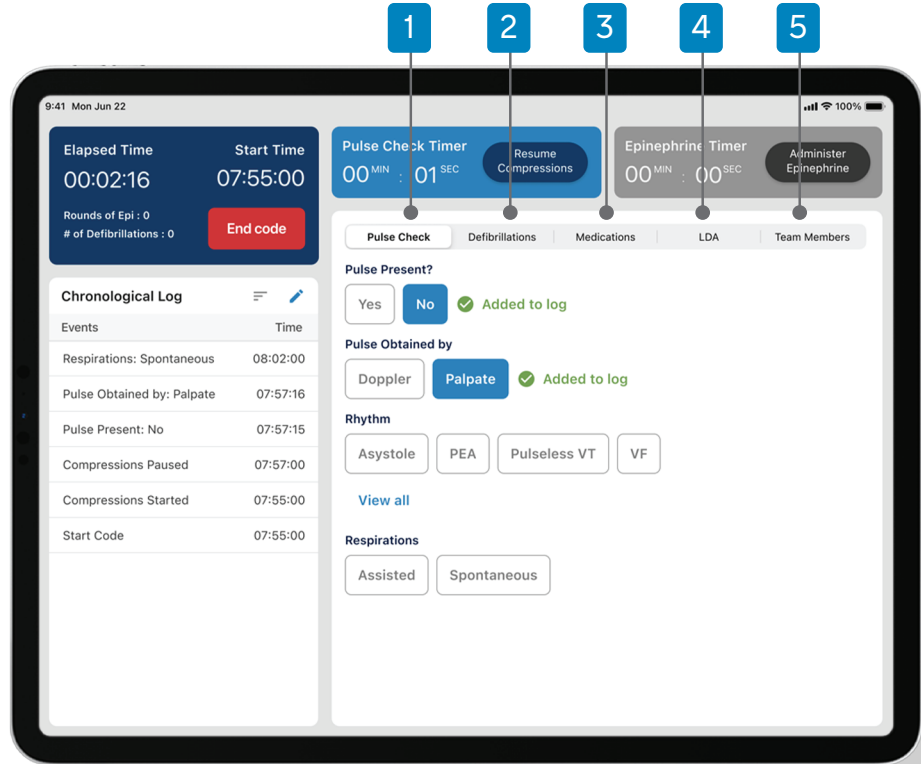 1 2 3 4 5
9:41 Mon Jun 22
100%
Elapsed Time Start Time
00:02:16 07:55:00
Rounds of Epi : 0
# of Defibrillations : 0
End code
Pulse Check Timer
00 MIN : 01 SEC
Resume
Compressions
Epinephrine Timer
00 MIN : 00 SEC
Administer
Epinephrine
Chronological Log
Events Time
Respirations: Spontaneous 08:02:00
Pulse Obtained by: Palpate 07:57:16
Pulse Present: No 07:57:15
Compressions Paused 07:57:00
Compressions Started 07:55:00
Start Code 07:55:00
Pulse Check Defibrillations Medications LDA Team Members
Pulse Present?
Yes No Added to log
Pulse Obtained by
Doppler Palpate Added to log
Rhythm
Asystole PEA Pulseless VT VF
View all
Respirations
Assisted Spontaneous